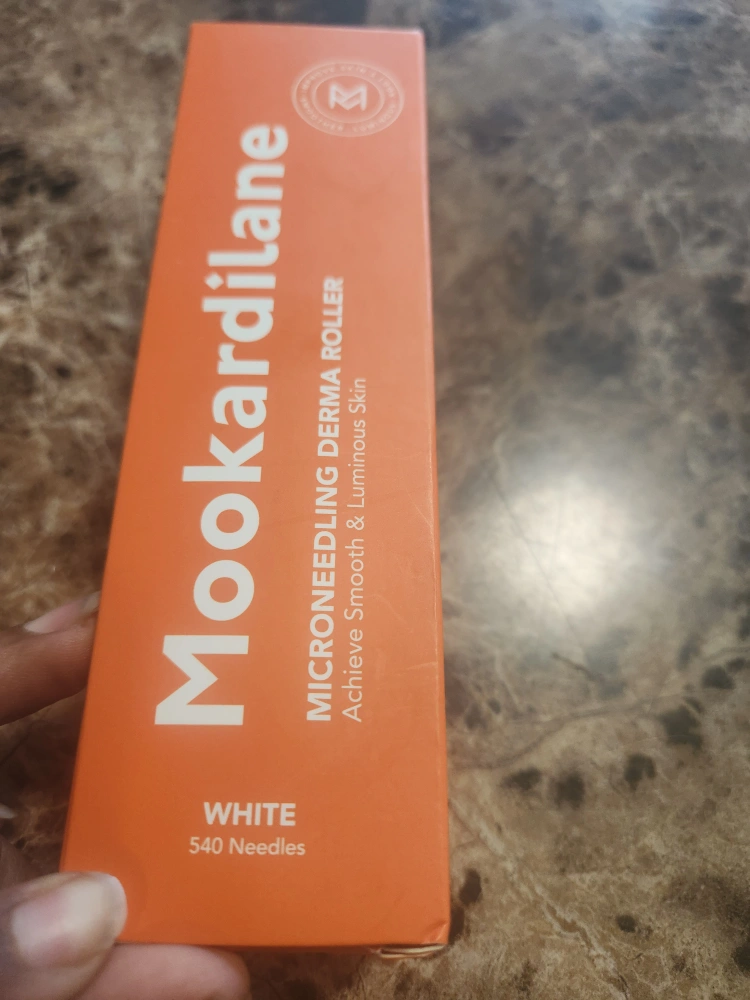 Mookardilane
MICRONEEDLING DERMA ROLLER
Achieve Smooth & Luminous Skin
WHITE
540 Needles